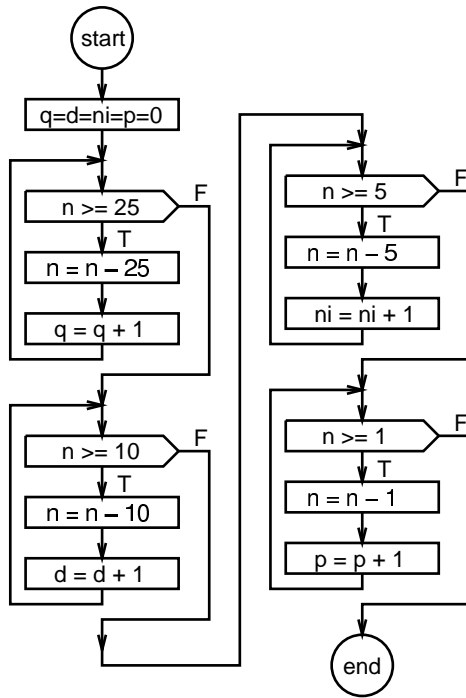 start
q=d=ni=p=0
n >= 25
F
T
n = n – 25
q = q + 1
n >= 10
F
T
n = n – 10
d = d + 1
n >= 5
F
T
n = n – 5
ni = ni + 1
n >= 1
F
T
n = n – 1
p = p + 1
end